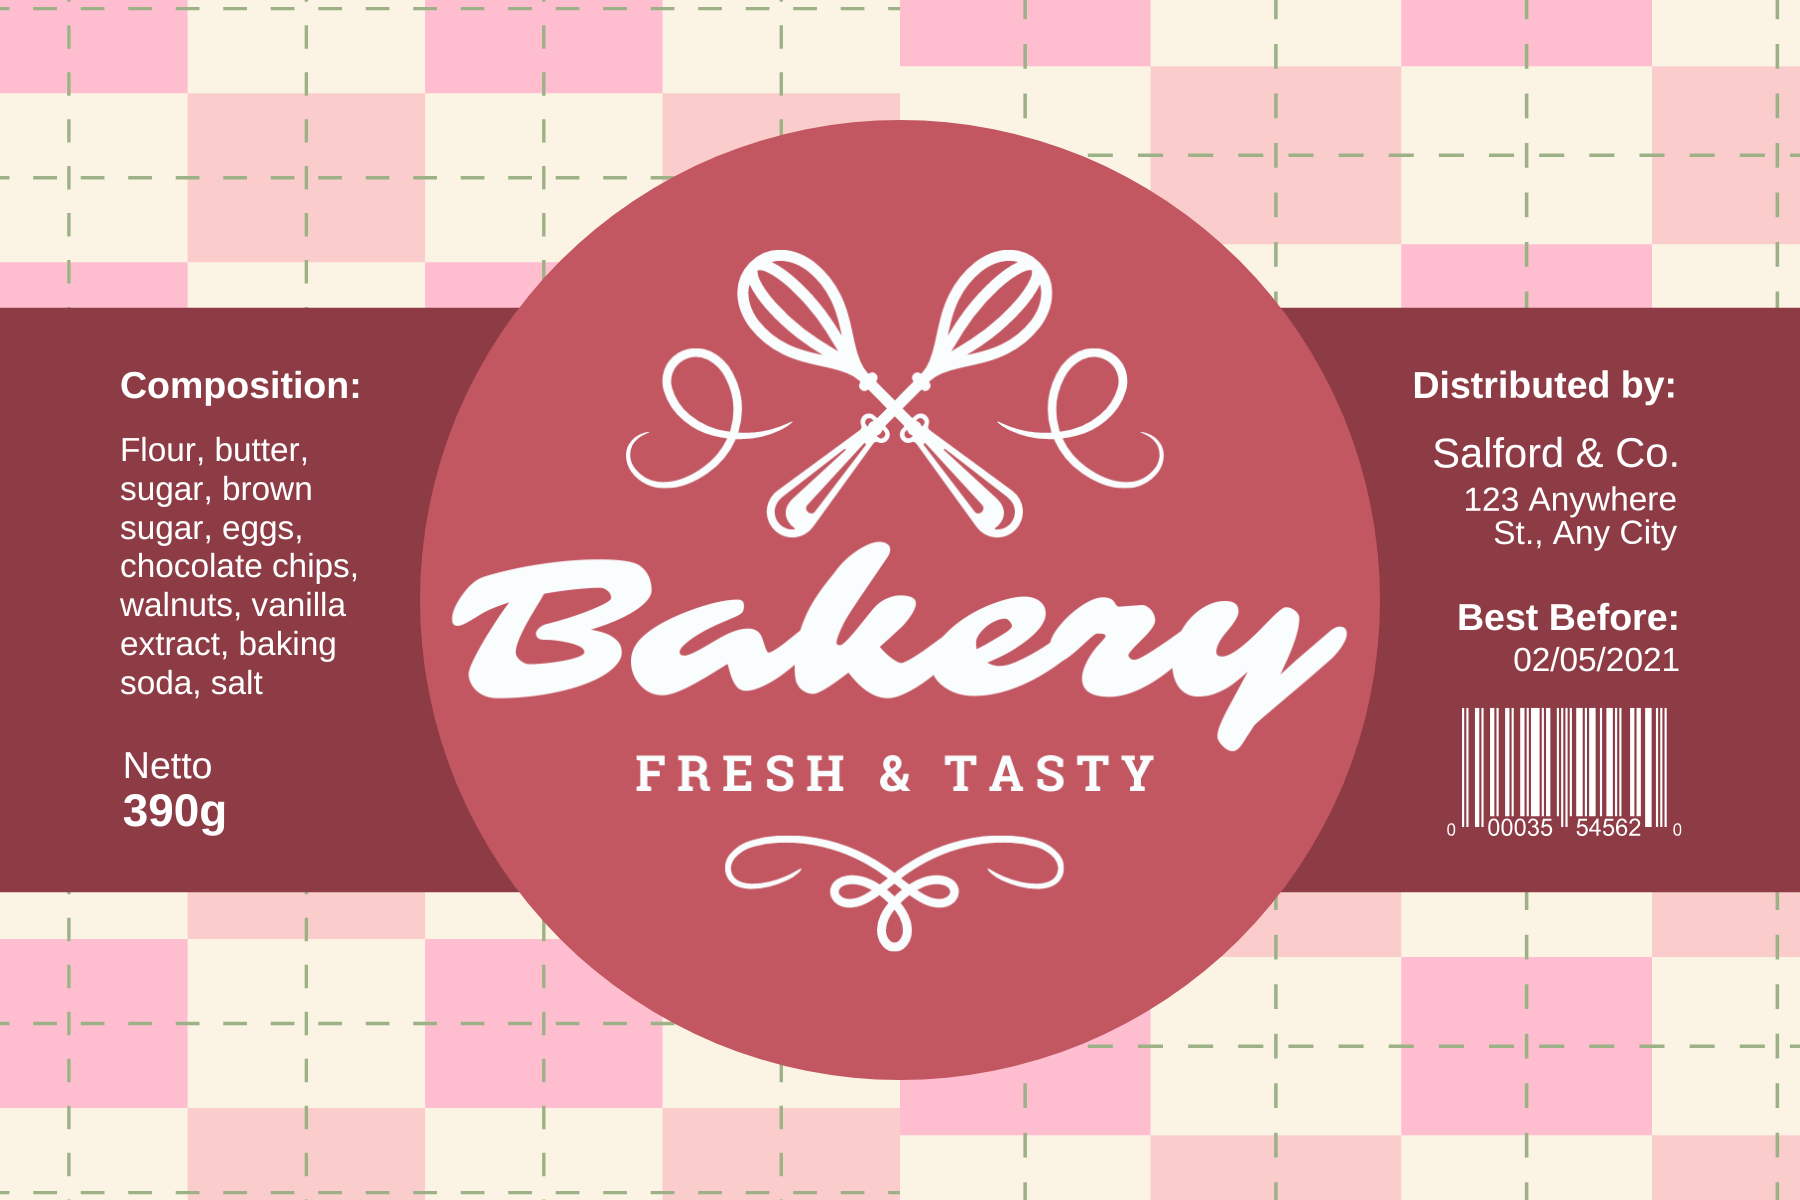 Composition:
Flour, butter,
sugar, brown
sugar, eggs,
chocolate chips,
walnuts, vanilla
extract, baking
soda, salt
Netto
390g
Bakery
FRESH & TASTY
Distributed by:
Salford & Co.
123 Anywhere
St., Any City
Best Before:
02/05/2021
0 00035 54562 0